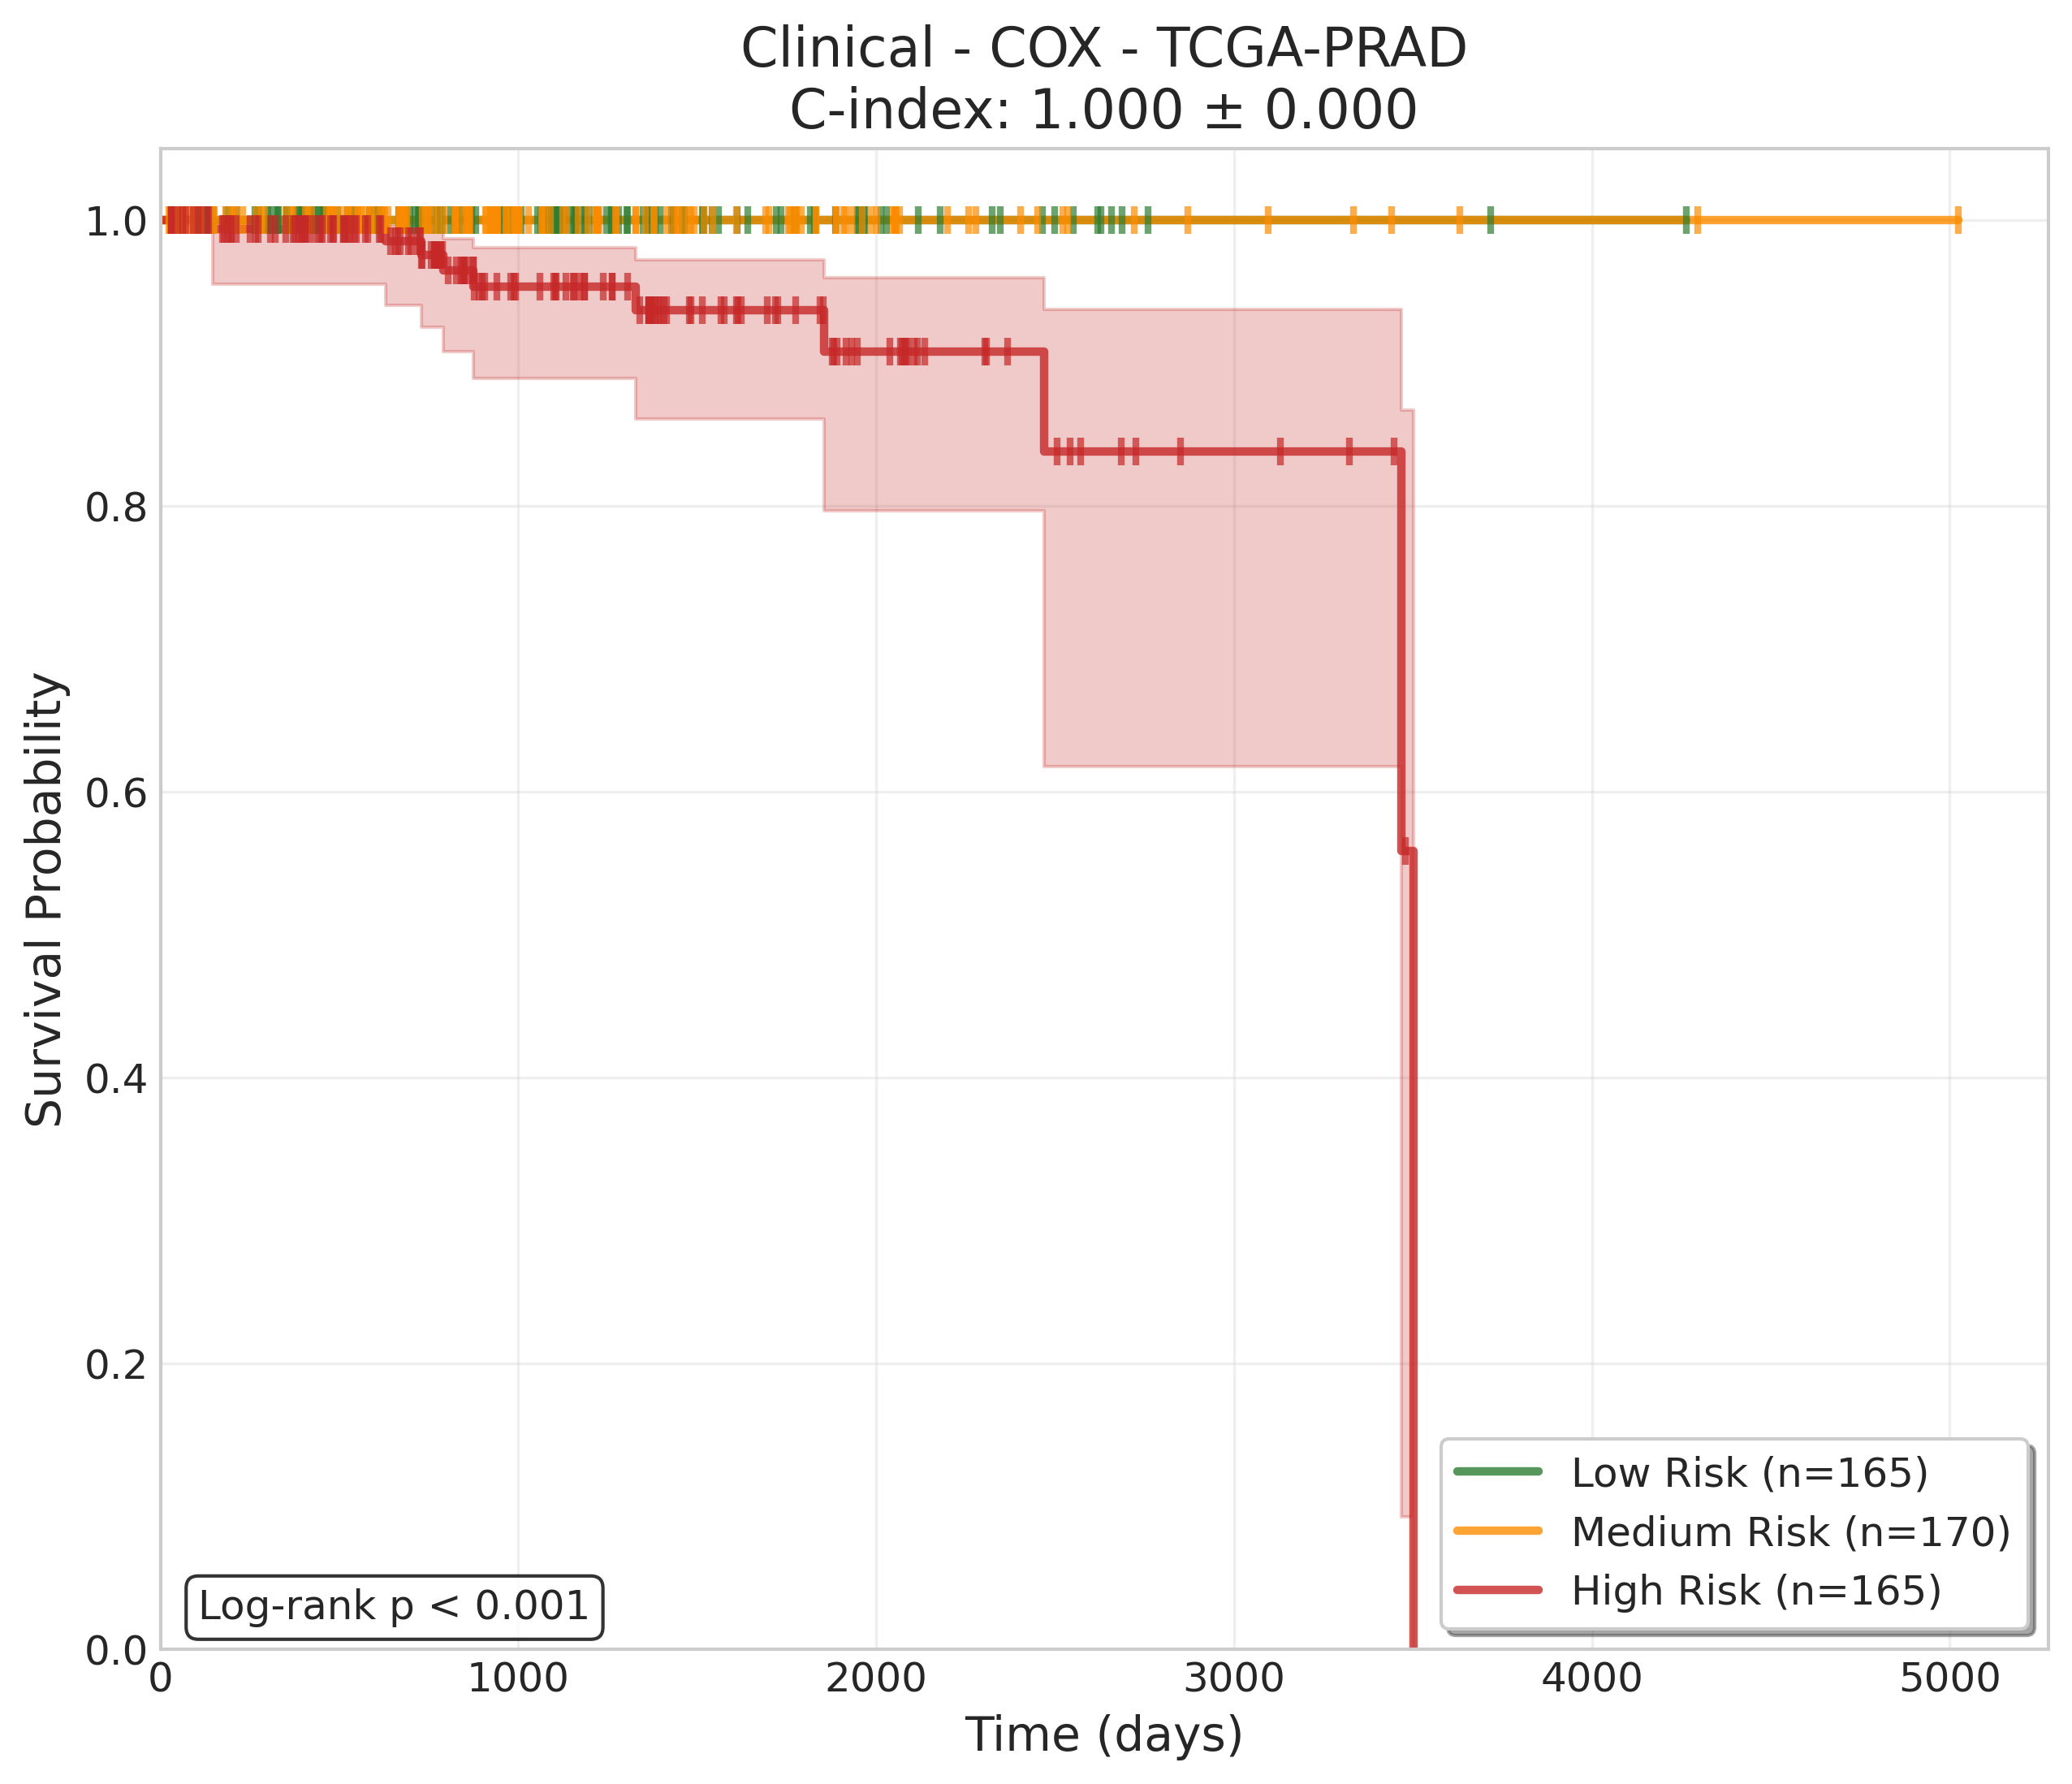 Clinical - COX - TCGA-PRAD
C-index: 1.000 ± 0.000
Survival Probability
1.0
0.8
0.6
0.4
0.2
0.0
0 1000 2000 3000 4000 5000
Time (days)
Log-rank p < 0.001
Low Risk (n=165)
Medium Risk (n=170)
High Risk (n=165)